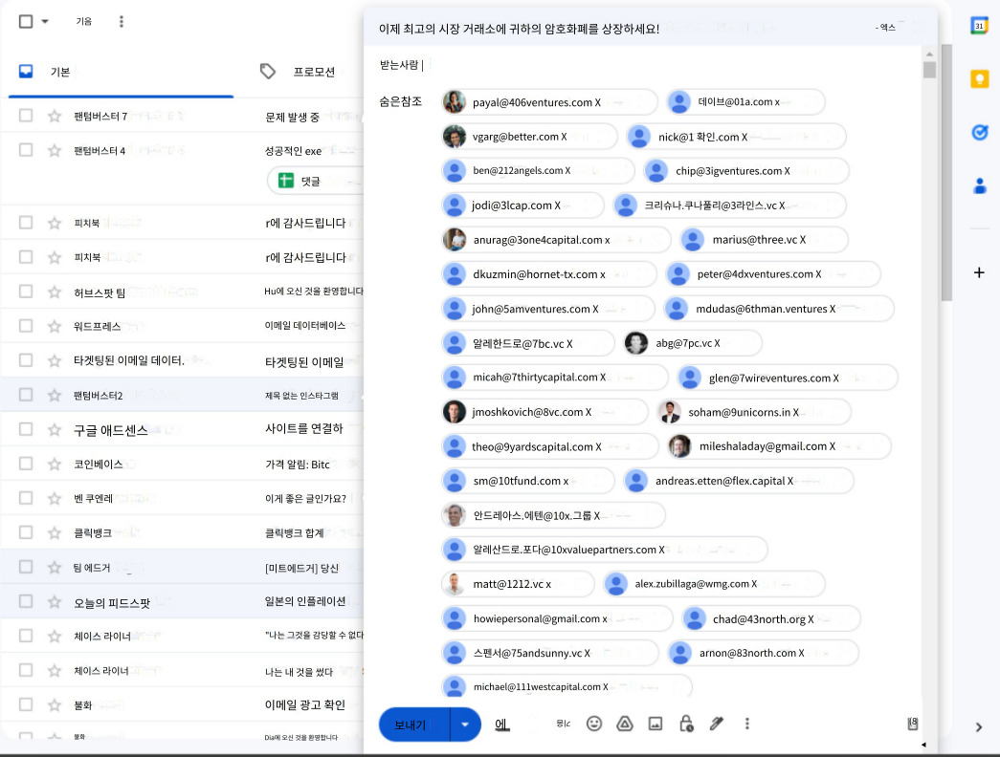 기음
기본
프로모션
팬텀버스터 7
문제 발생 중
팬텀버스터 4
성공적인 exe
댓글
피치북
r에 감사드립니다
피치북
r에 감사드립니다
허브스팟 팀
Hu에 오신 것을 환영합니다
워드프레스
이메일 데이터베이스
타겟팅된 이메일 데이터.
타겟팅된 이메일
팬텀버스터2
제목 없는 인스타그램
구글 애드센스
사이트를 연결하
코인베이스
가격 알림: Bitc
벤 쿠엔레
이게 좋은 글인가요?
클릭뱅크
클릭뱅크 합계
팀 에드거
[미트에드거] 당신
오늘의 피드스팟
일본의 인플레이션
체이스 라이너
"나는 그것을 감당할 수 없다
체이스 라이너
나는 내 것을 썼다
불화
이메일 광고 확인
불화
Dia에 오신 것을 환영합니다
이제 최고의 시장 거래소에 귀하의 암호화폐를 상장하세요!
- 엑스
받는사람 |
숨은참조
payal@406ventures.com X 데이브@01a.com x
vgarg@better.com X nick@1 확인.com X
ben@212angels.com X chip@3igventures.com X
jodi@3lcap.com X 크리슈나.쿠나풀리@3라인스.vc X
anurag@3one4capital.com x marius@three.vc X
dkuzmin@hornet-tx.com x peter@4dxventures.com X
john@5amventures.com X mdudas@6thman.ventures X
알레한드로@7bc.vc X abg@7pc.vc X
micah@7thirtycapital.com X glen@7wireventures.com X
jmoshkovich@8vc.com X soham@9unicorns.in X
theo@9yardscapital.com X mileshaladay@gmail.com X
sm@10tfund.com x andreas.etten@flex.capital X
안드레아스.에텐@10x.그룹 X
알레산드로.포다@10xvaluepartners.com X
matt@1212.vc x alex.zubillaga@wmg.com X
howiepersonal@gmail.com x chad@43north.org X
스펜서@75andsunny.vc X arnon@83north.com X
michael@111westcapital.com X
보내기
에
31